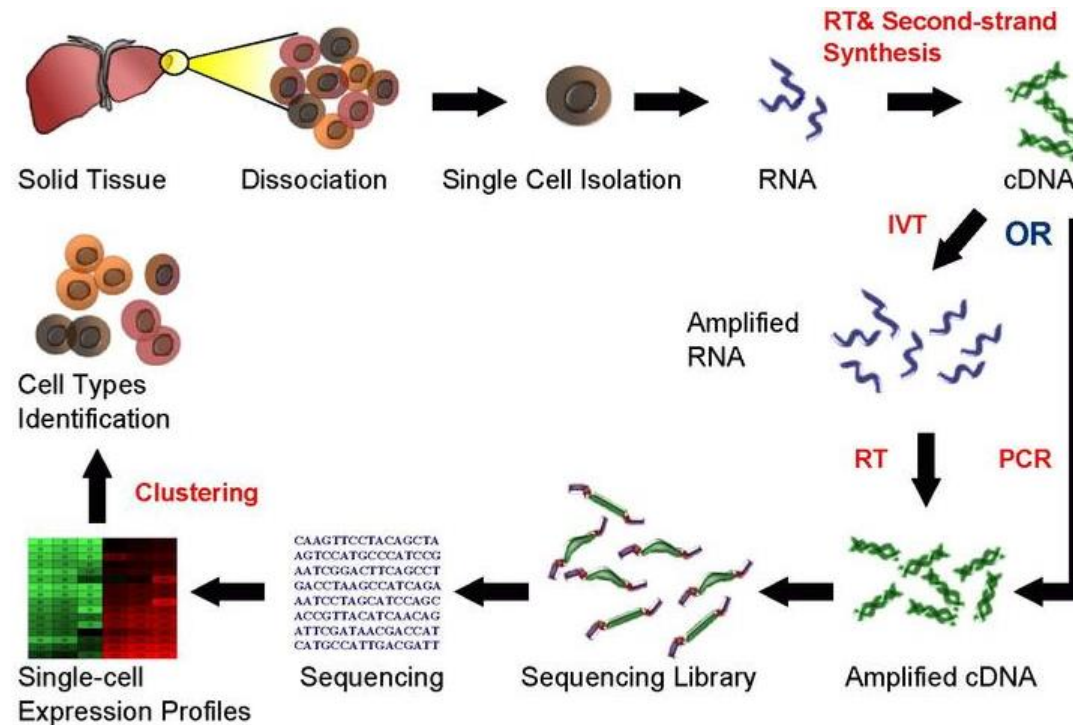 RT& Second-strand
Synthesis
Solid Tissue
Dissociation
Single Cell Isolation
RNA
cDNA
IVT
OR
Amplified
RNA
RT
PCR
Amplified cDNA
Sequencing Library
CAAGTTCCTACAGCTA
AGTCCATGCCCATCCG
AATCGGACTTCAGCCT
GACCTAAGCCATCAGA
AATCCTAGCATCCAGC
ACCGTTACATCAACAG
ATTCGATAACGACCAT
CATGCCATTGACGATT
Sequencing
Single-cell
Expression Profiles
Clustering
Cell Types
Identification